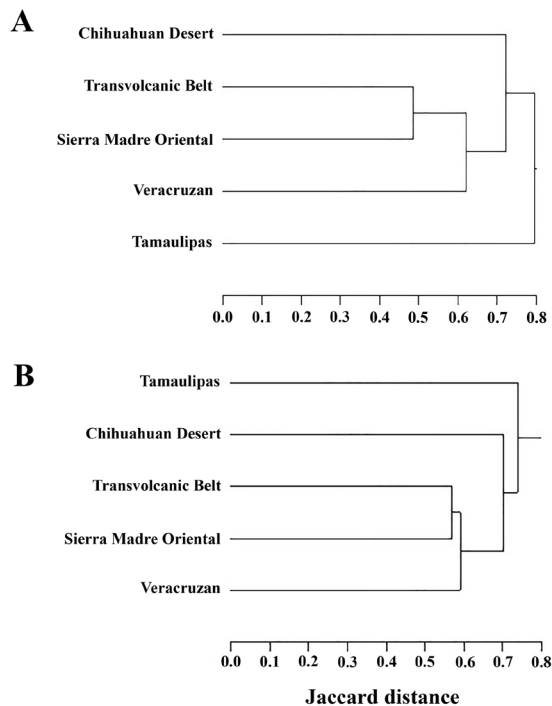 A
Chihuahuan Desert
Transvolcanic Belt
Sierra Madre Oriental
Veracruzan
Tamaulipas
0.0 0.1 0.2 0.3 0.4 0.5 0.6 0.7 0.8
B
Tamaulipas
Chihuahuan Desert
Transvolcanic Belt
Sierra Madre Oriental
Veracruzan
0.0 0.1 0.2 0.3 0.4 0.5 0.6 0.7 0.8
Jaccard distance